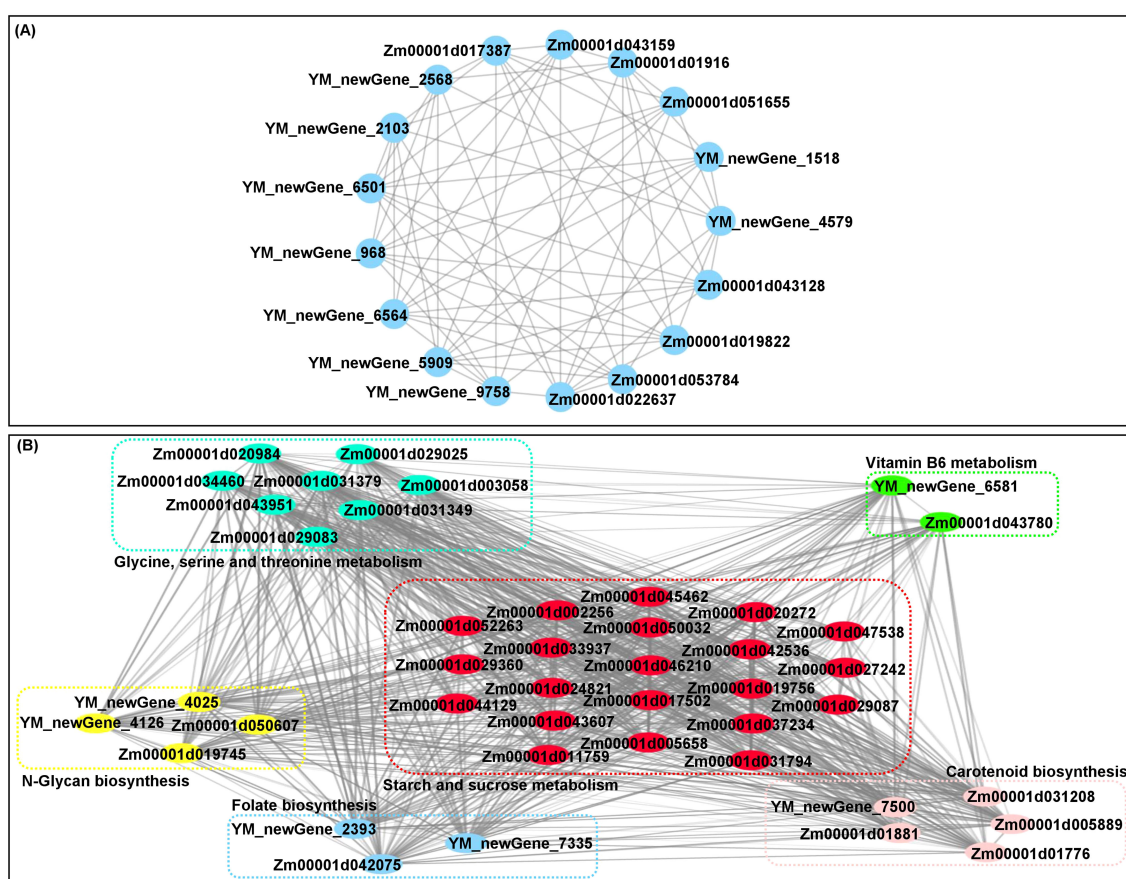 (A)
Zm00001d017387
Zm00001d043159
Zm00001d01916
YM_newGene_2568
Zm00001d051655
YM_newGene_2103
YM_newGene_1518
YM_newGene_6501
YM_newGene_4579
YM_newGene_968
Zm00001d043128
YM_newGene_6564
Zm00001d019822
YM_newGene_5909
Zm00001d053784
YM_newGene_9758
Zm00001d022637
(B)
Zm00001d020984
Zm00001d029025
Zm00001d034460
Zm00001d031379
Zm00001d003058
Zm00001d043951
Zm00001d031349
Zm00001d029083
Glycine, serine and threonine metabolism
Vitamin B6 metabolism
YM_newGene_6581
Zm00001d043780
Zm00001d045462
Zm00001d002256
Zm00001d020272
Zm00001d052263
Zm00001d050032
Zm00001d047538
Zm00001d033937
Zm00001d042536
Zm00001d029360
Zm00001d046210
Zm00001d027242
Zm00001d024821
Zm00001d019756
Zm00001d044129
Zm00001d017502
Zm00001d029087
Zm00001d043607
Zm00001d037234
Zm00001d005658
Zm00001d011759
Zm00001d031794
Starch and sucrose metabolism
YM_newGene_4025
YM_newGene_4126
Zm00001d050607
Zm00001d019745
N-Glycan biosynthesis
Folate biosynthesis
YM_newGene_2393
YM_newGene_7335
Zm00001d042075
Carotenoid biosynthesis
Zm00001d031208
YM_newGene_7500
Zm00001d005889
Zm00001d01881
Zm00001d01776